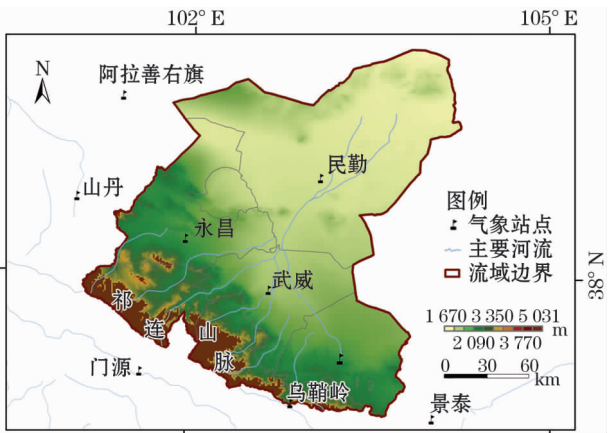 102° E
105° E
N
阿拉善右旗
山丹
民勤
永昌
武威
祁
连
山
脉
门源
乌鞘岭
景泰
图例
气象站点
主要河流
流域边界
38° N
1 670 3 350 5 031
m
2 090 3 770
0 30 60
km